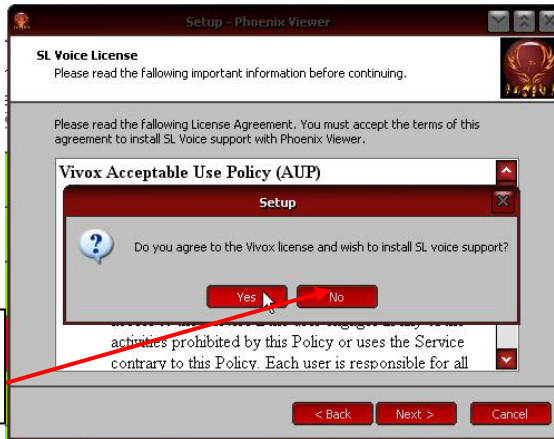 Setup - Phoenix Viewer
SL Voice License
Please read the fallowing important information before continuing.
Please read the fallowing License Agreement. You must accept the terms of this
agreement to install SL Voice support with Phoenix Viewer.
Vivox Acceptable Use Policy (AUP)
Setup
Do you agree to the Vivox license and wish to install SL voice support?
Yes No
activities prohibited by this Policy or uses the Service
contrary to this Policy. Each user is responsible for all
< Back Next > Cancel